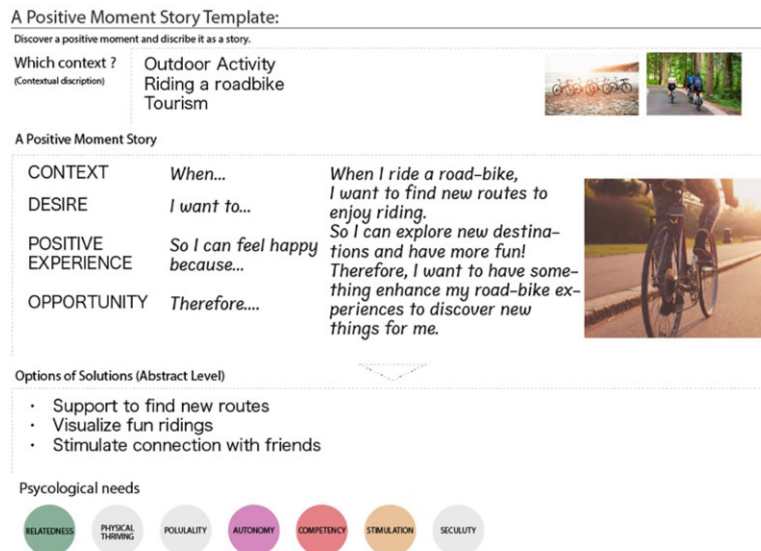 A Positive Moment Story Template:
Discover a positive moment and discribe it as a story.
Which context ?
(Contextual discription)
Outdoor Activity
Riding a roadbike
Tourism
A Positive Moment Story
CONTEXT
When...
DESIRE
I want to...
POSITIVE
EXPERIENCE
So I can feel happy
because...
OPPORTUNITY
Therefore....
When I ride a road-bike,
I want to find new routes to
enjoy riding.
So I can explore new destina-
tions and have more fun!
Therefore, I want to have some-
thing enhance my road-bike ex-
periences to discover new
things for me.
Options of Solutions (Abstract Level)
· Support to find new routes
· Visualize fun ridings
· Stimulate connection with friends
Psycological needs
RELATEDNESS
PHYSICAL
THRIVING
POLULALITY
AUTONOMY
COMPETENCY
STIMULATION
SECULUTY